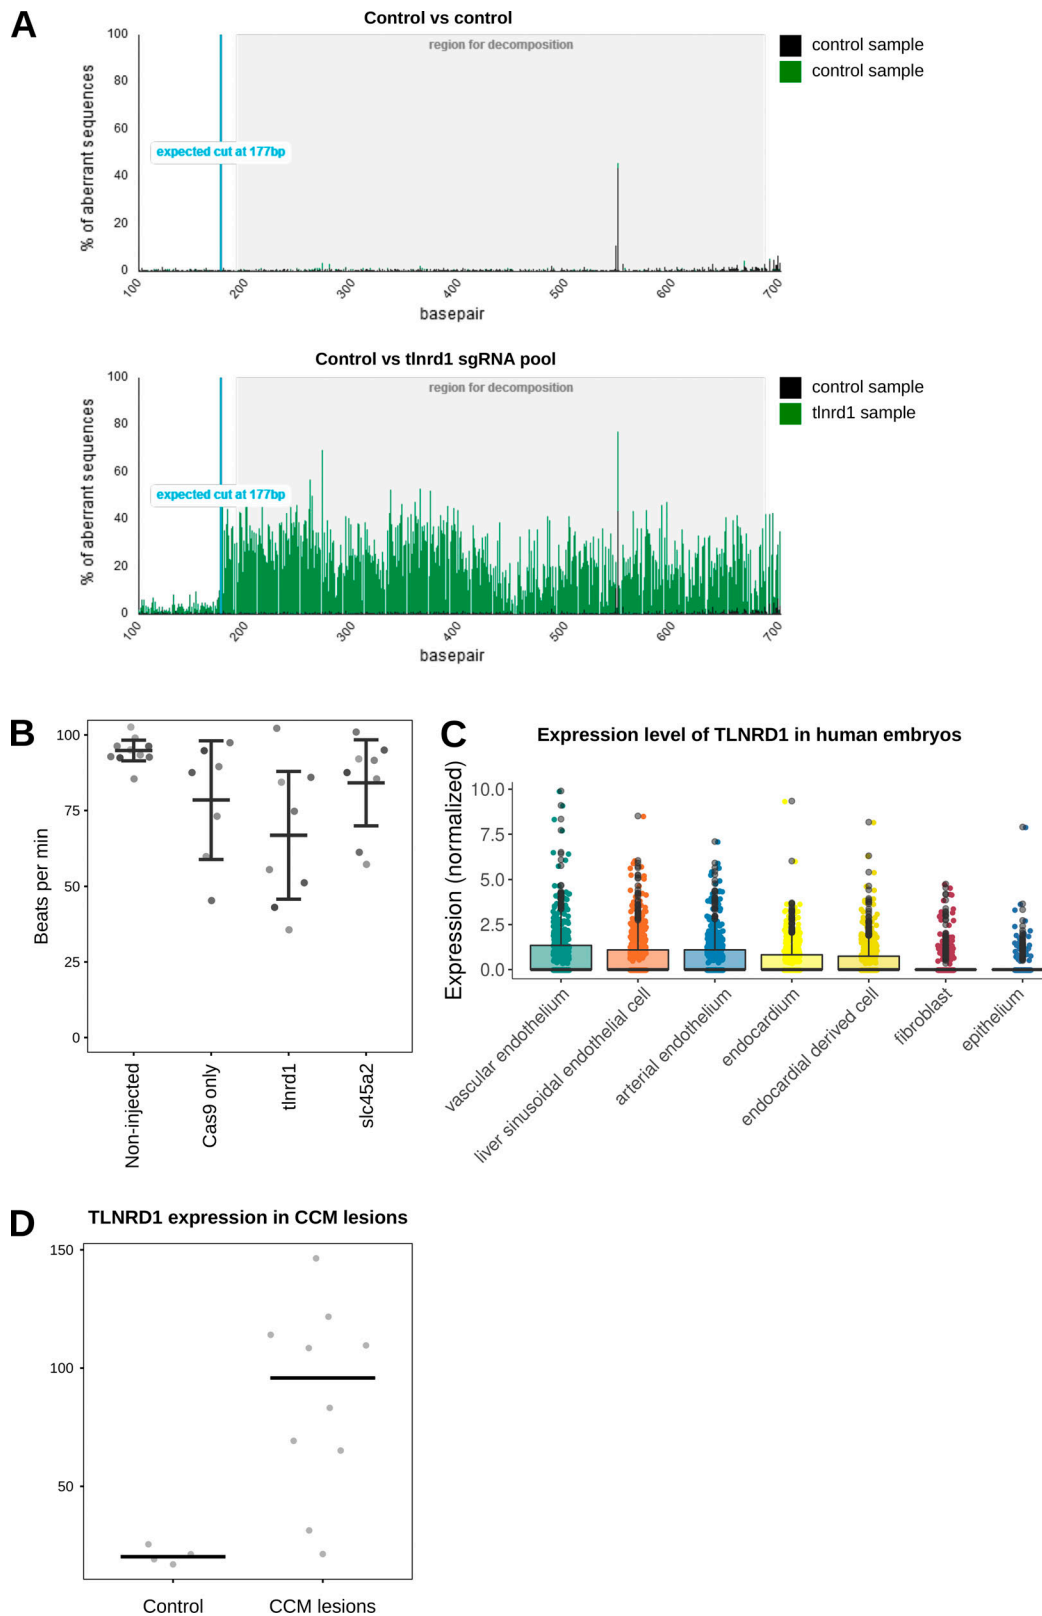 A
Control vs control
100
80
60
40
20
0
% of aberrant sequences
region for decomposition
expected cut at 177bp
100
200
300
400
500
600
700
basepair
control sample
control sample
Control vs tlnrd1 sgRNA pool
100
80
60
40
20
0
% of aberrant sequences
region for decomposition
expected cut at 177bp
100
200
300
400
500
600
700
basepair
control sample
tlnrd1 sample
B
100
75
50
25
0
Beats per min
Non-injected
Cas9 only
tlnrd1
slc45a2
C
Expression level of TLNRD1 in human embryos
Expression (normalized)
10.0
7.5
5.0
2.5
0.0
vascular endothelium
liver sinusoidal endothelial cell
arterial endothelium
endocardium
endocardial derived cell
fibroblast
epithelium
D
TLNRD1 expression in CCM lesions
150
100
50
Control
CCM lesions